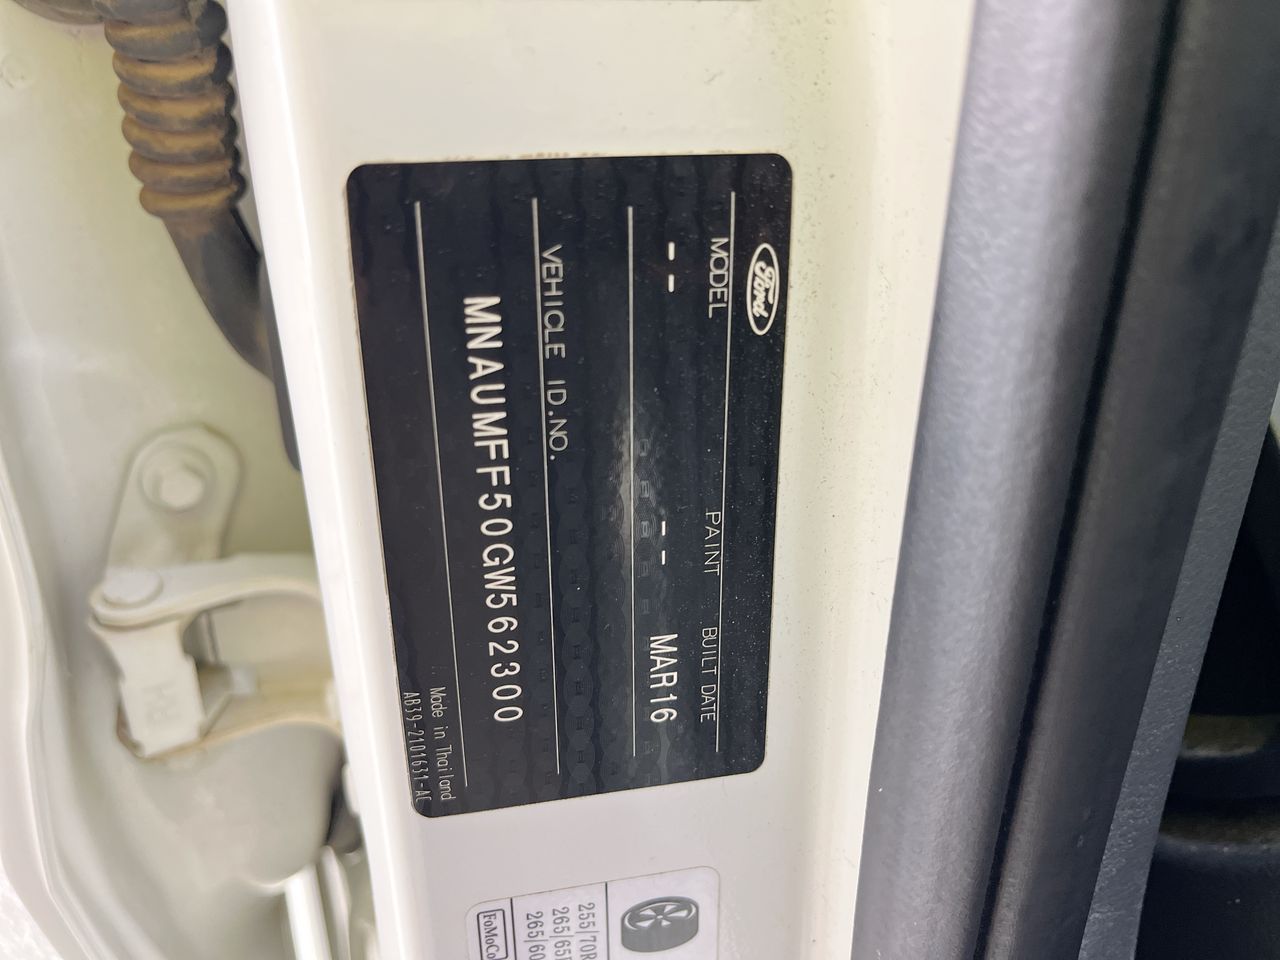 Ford
MODEL PAINT BUILT DATE
-- -- MAR16
VEHICLE ID.NO.
MNAUMFF50GW562300
Made in Thailand
AB39-2101631-AC
255/70R
265/65
265/60
FoMoCo